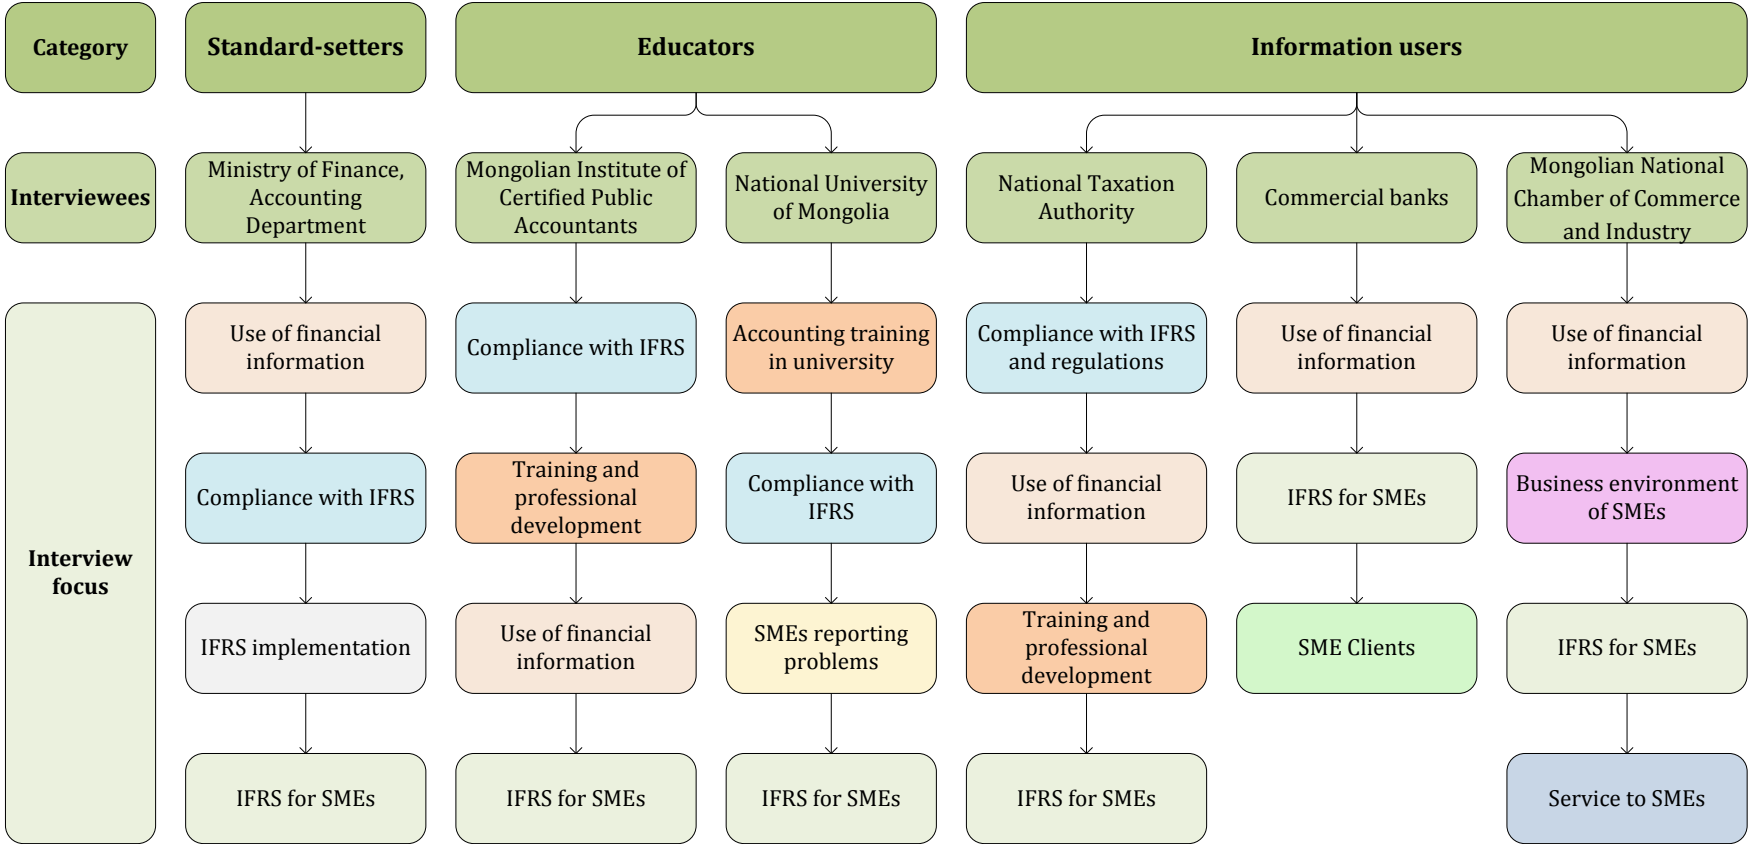 Category
Standard-setters
Educators
Information users
Interviewees
Ministry of Finance,
Accounting
Department
Mongolian Institute of
Certified Public
Accountants
National University
of Mongolia
National Taxation
Authority
Commercial banks
Mongolian National
Chamber of Commerce
and Industry
Interview
focus
Use of financial
information
Compliance with IFRS
Accounting training
in university
Compliance with IFRS
and regulations
Use of financial
information
Use of financial
information
Compliance with IFRS
Training and
professional
development
Compliance with
IFRS
Use of financial
information
IFRS for SMEs
Business environment
of SMEs
IFRS implementation
Use of financial
information
SMEs reporting
problems
Training and
professional
development
SME Clients
IFRS for SMEs
IFRS for SMEs
IFRS for SMEs
IFRS for SMEs
IFRS for SMEs
Service to SMEs